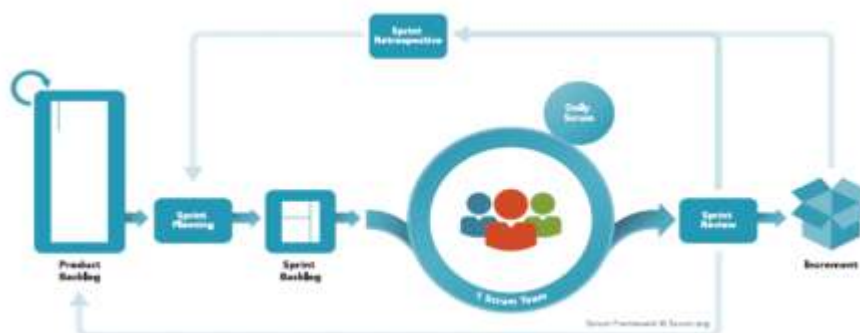 Sprint
Retrospective
Daily
Scrum
Sprint
Planning
Sprint
Review
Product
Backlog
Sprint
Backlog
1 Scrum Team
Increment
Scrum Framework © Scrum.org